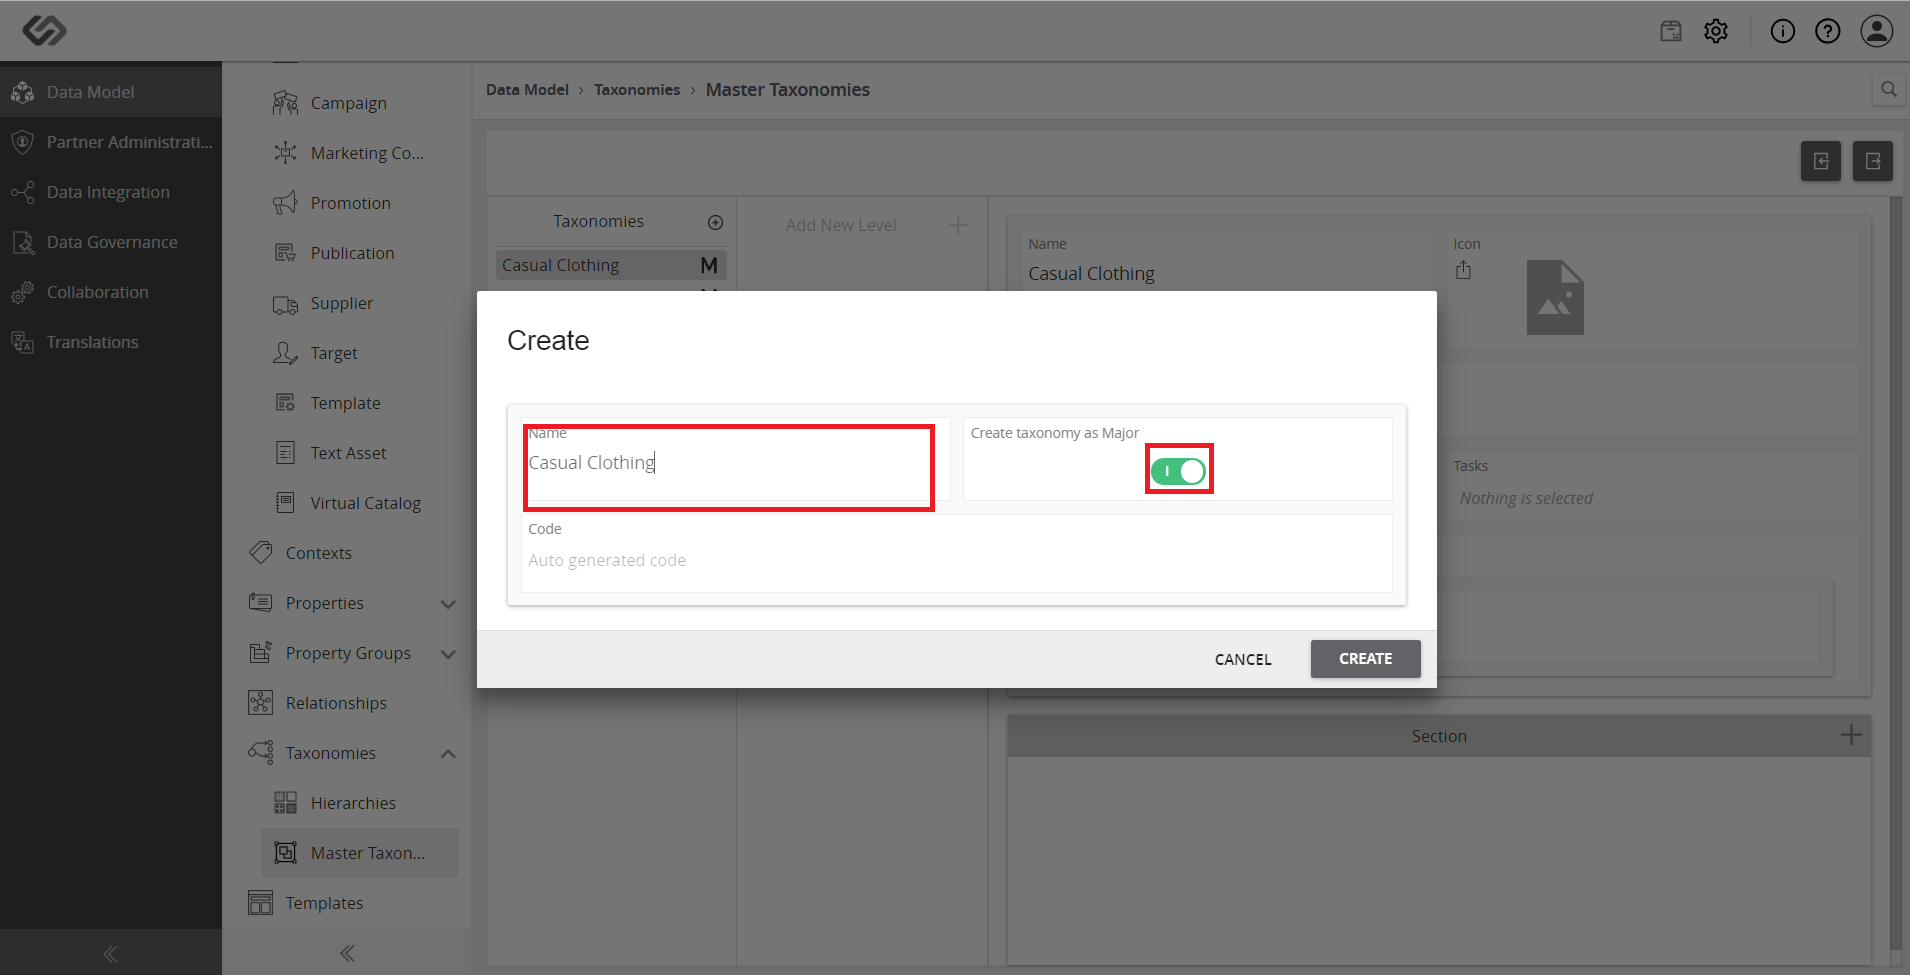 Data Model
Partner Administrati...
Data Integration
Data Governance
Collaboration
Translations
Campaign
Marketing Co...
Promotion
Publication
Supplier
Target
Template
Text Asset
Virtual Catalog
Contexts
Properties
Property Groups
Relationships
Taxonomies
Hierarchies
Master Taxon...
Templates
Data Model › Taxonomies › Master Taxonomies
Taxonomies
Add New Level
Casual Clothing M
Name
Casual Clothing
Icon
Tasks
Nothing is selected
Section
Create
Name
Casual Clothing
Create taxonomy as Major
Code
Auto generated code
CANCEL
CREATE